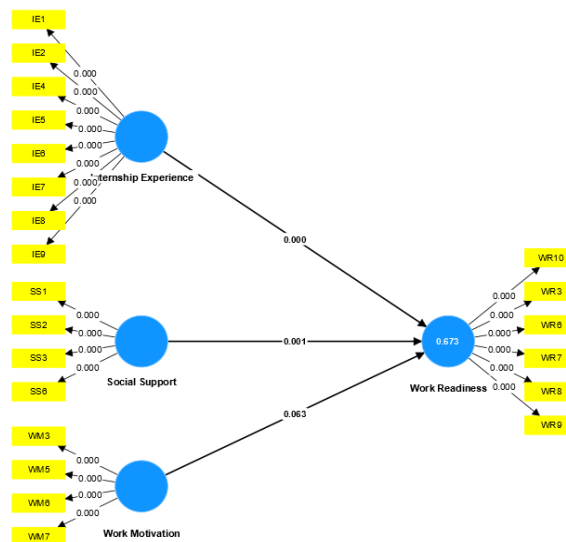 IE1
IE2
IE4
IE5
IE6
IE7
IE8
IE9
0.000
0.000
0.000
0.000
0.000
0.000
0.000
0.000
Internship Experience
0.000
SS1
SS2
SS3
SS6
0.000
0.000
0.000
0.000
Social Support
0.001
WM3
WM5
WM6
WM7
0.000
0.000
0.000
0.000
Work Motivation
0.063
0.673
Work Readiness
0.000
0.000
0.000
0.000
0.000
0.000
WR10
WR3
WR6
WR7
WR8
WR9